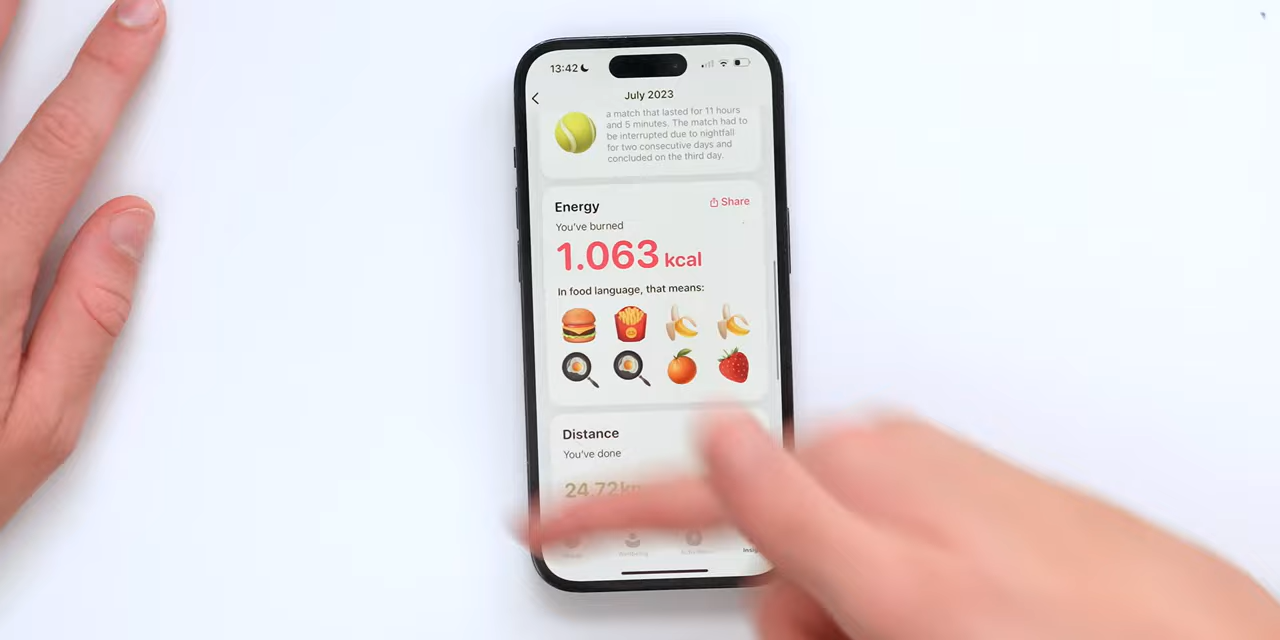 13:42
July 2023
a match that lasted for 11 hours
and 5 minutes. The match had to
be interrupted due to nightfall
for two consecutive days and
concluded on the third day.
Energy
Share
You've burned
1.063 kcal
In food language, that means:
Distance
You've done
24.72